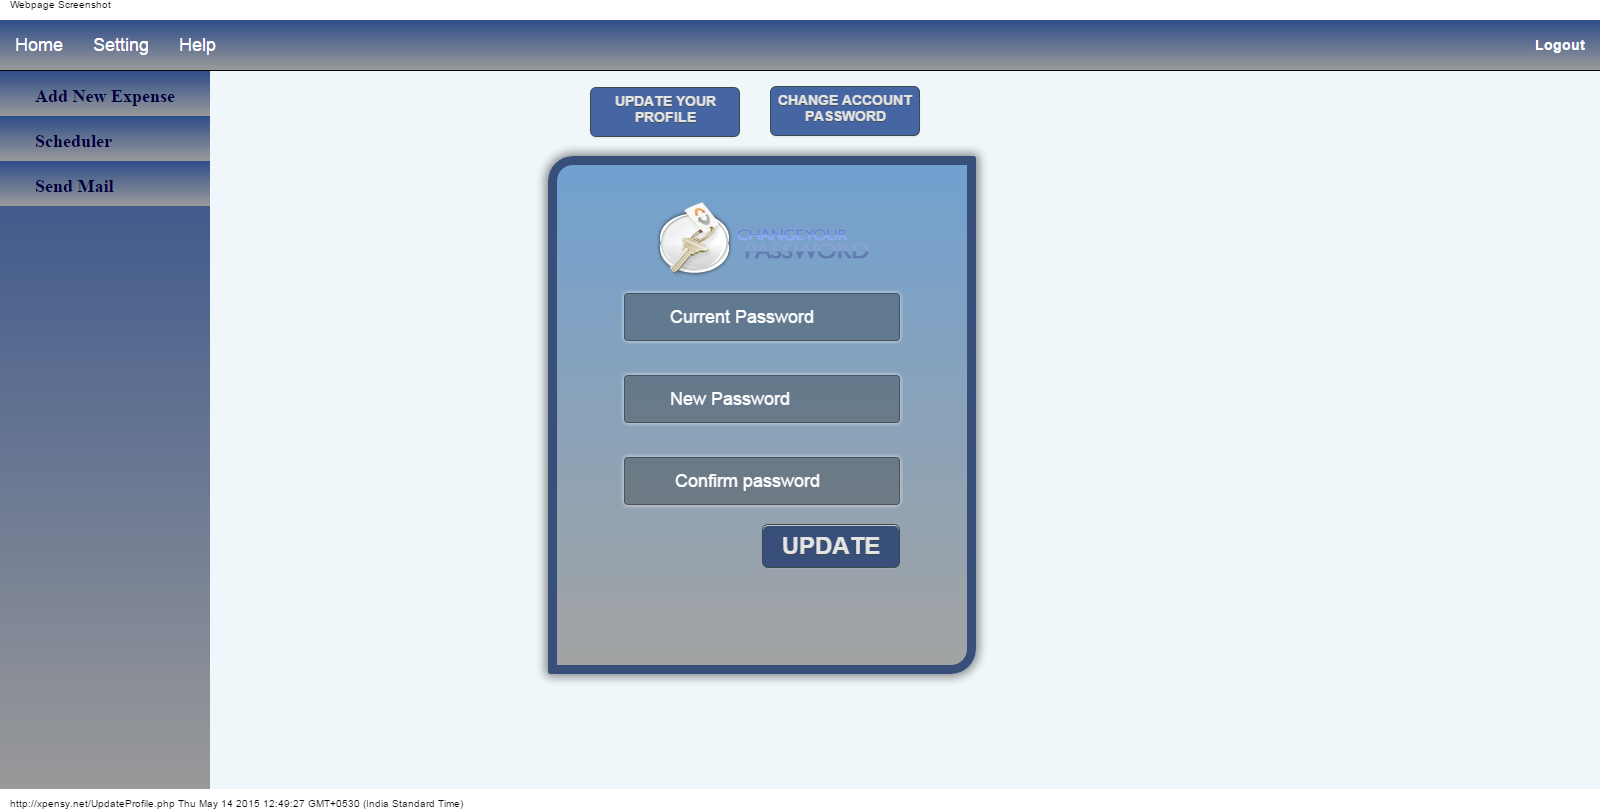 Webpage Screenshot
Home Setting Help Logout
Add New Expense
Scheduler
Send Mail
UPDATE YOUR
PROFILE
CHANGE ACCOUNT
PASSWORD
CHANGE YOUR
PASSWORD
Current Password
New Password
Confirm password
UPDATE
http://xpensy.net/UpdateProfile.php Thu May 14 2015 12:49:27 GMT+0530 (India Standard Time)